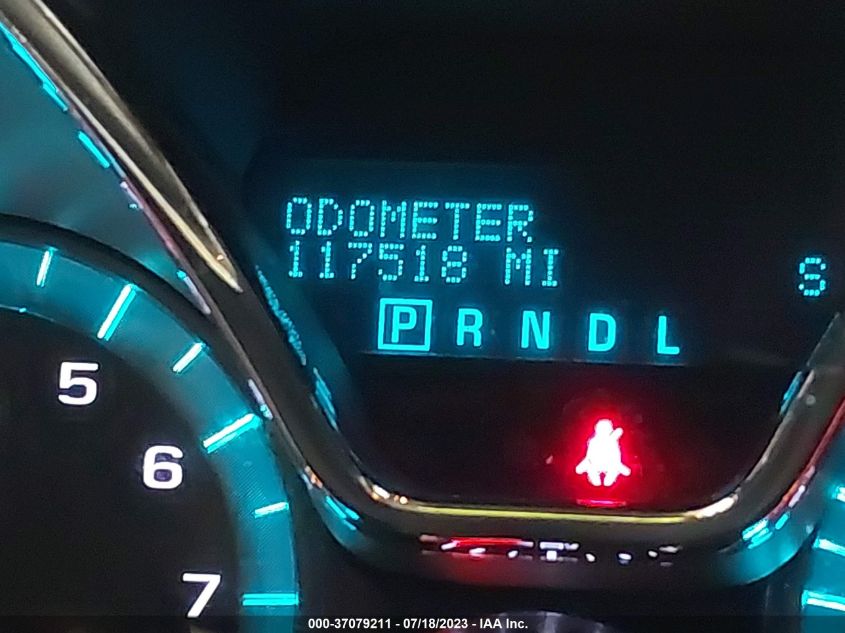 ODOMETER
117518 MI
S
P R N D L
5
6
7
000-37079211 - 07/18/2023 - IAA Inc.